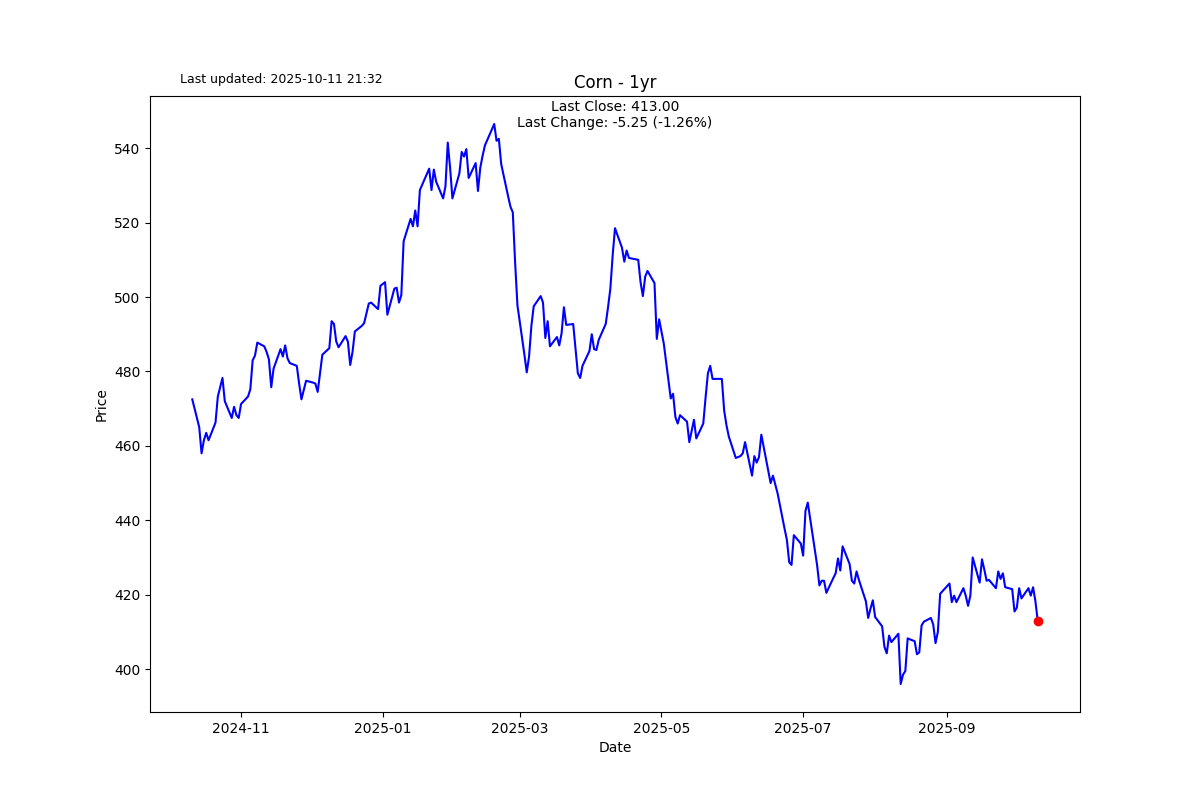 Last updated: 2025-10-11 21:32
Corn - 1yr
Last Close: 413.00
Last Change: -5.25 (-1.26%)
540
520
500
480
460
440
420
400
Price
2024-11
2025-01
2025-03
2025-05
2025-07
2025-09
Date